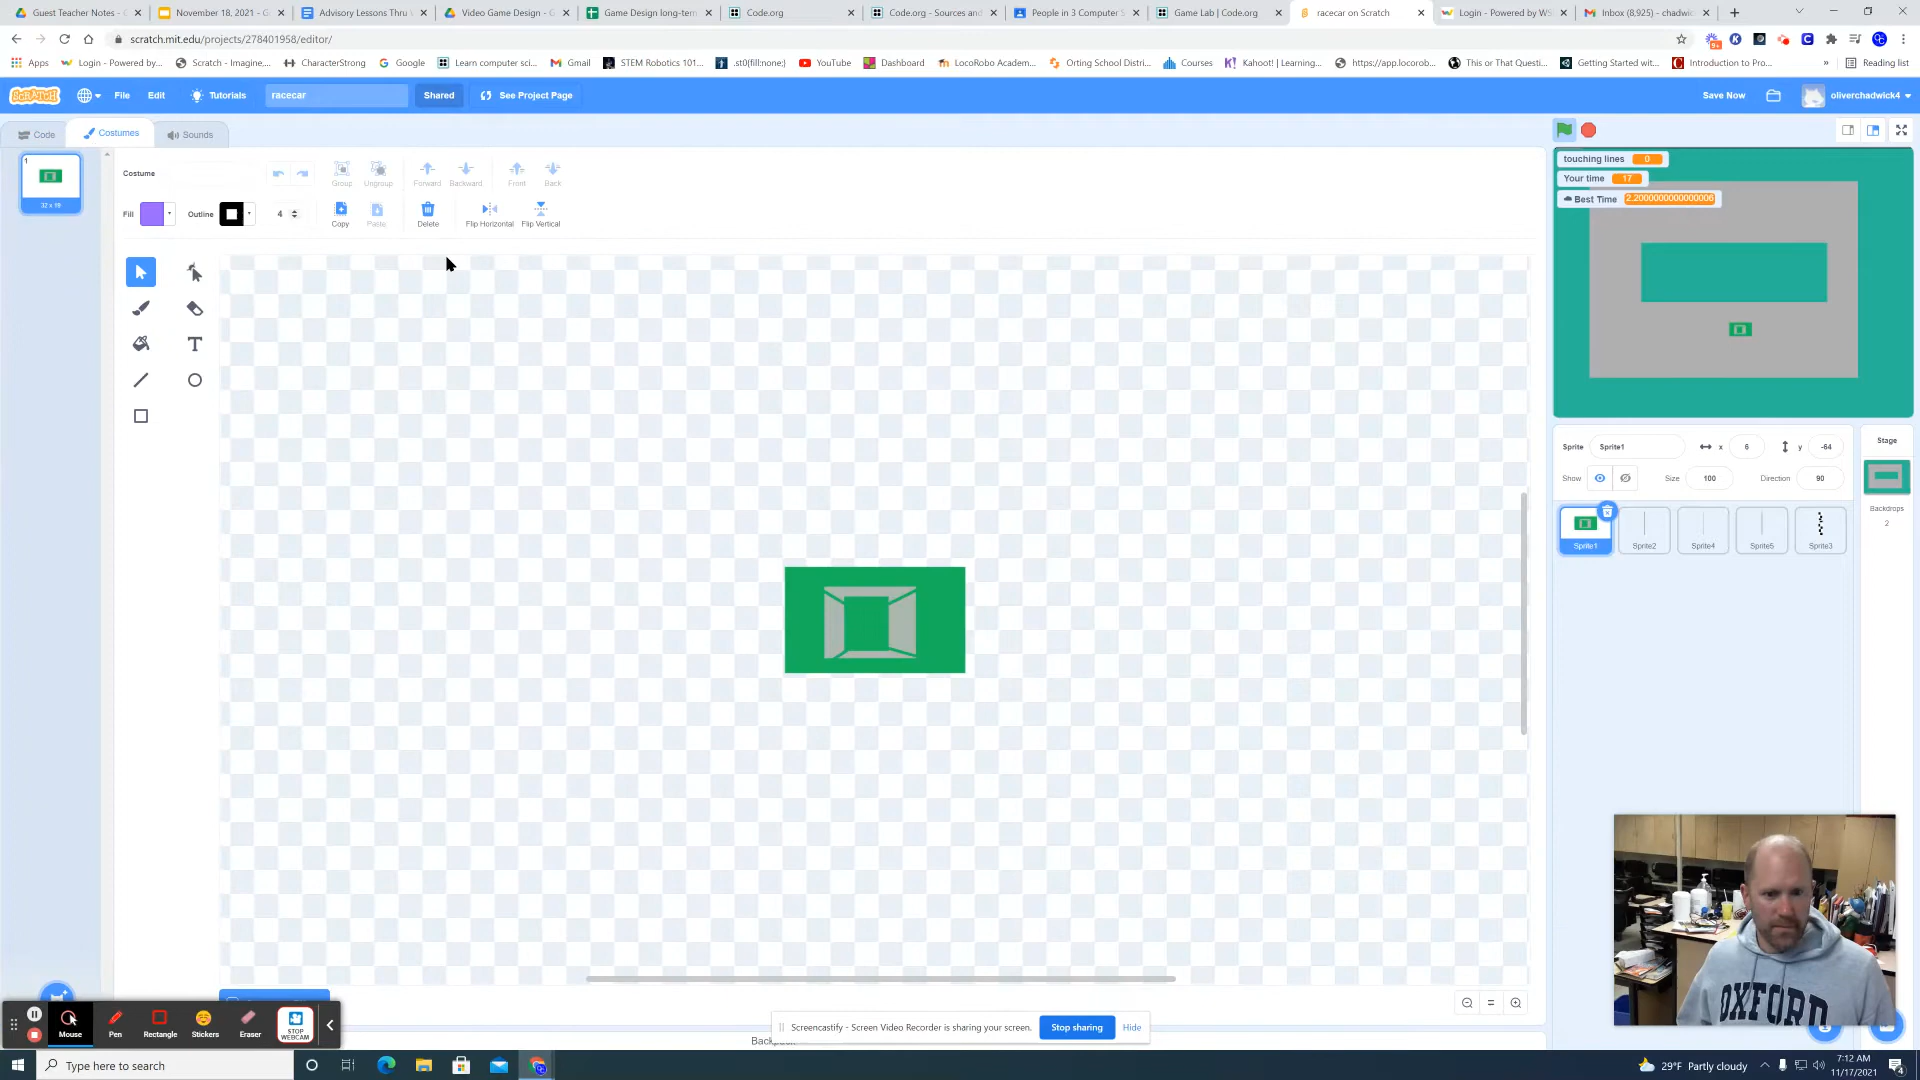 Guest Teacher Notes - G
November 18, 2021 - G
Advisory Lessons Thru V
Video Game Design - G
Game Design long-term
Code.org
Code.org - Sources and
People in 3 Computer S
Game Lab | Code.org
racecar on Scratch
Login - Powered by WS
Inbox (8,925) - chadwic
scratch.mit.edu/projects/278401958/editor/
Apps
Login - Powered by...
Scratch - Imagine,...
CharacterStrong
Google
Learn computer sci...
Gmail
STEM Robotics 101...
.st0{fill:none;}
YouTube
Dashboard
LocoRobo Academ...
Orting School Distri...
Courses
Kahoot! | Learning...
https://app.locorob...
This or That Questi...
Getting Started wit...
Introduction to Pro...
Reading list
SCRATCH
File
Edit
Tutorials
racecar
Shared
See Project Page
Save Now
oliverchadwick4
Code
Costumes
Sounds
1
32 x 19
Costume
Group
Ungroup
Forward
Backward
Front
Back
Fill
Outline
4
Copy
Paste
Delete
Flip Horizontal
Flip Vertical
T
touching lines 0
Your time 17
Best Time 2.2000000000000006
Sprite
Sprite1
x
6
y
-64
Show
Size
100
Direction
90
Stage
Backdrops
2
Sprite1
Sprite2
Sprite4
Sprite5
Sprite3
OXFORD
Mouse
Pen
Rectangle
Stickers
Eraser
STOP WEBCAM
Screencastify - Screen Video Recorder is sharing your screen.
Stop sharing
Hide
Type here to search
29°F Partly cloudy
7:12 AM
11/17/2021